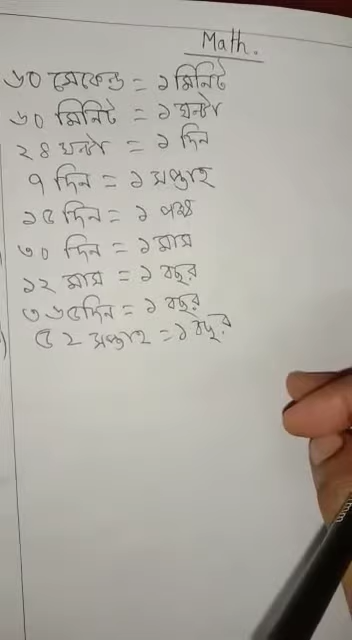 Math.
৬০ সেকেন্ড = ১ মিনিট
৬০ মিনিট = ১ ঘন্টা
২৪ ঘন্টা = ১ দিন
৭ দিন = ১ সপ্তাহ
১৫ দিন = ১ পক্ষ
৩০ দিন = ১ মাস
১২ মাস = ১ বছর
৩৬৫ দিন = ১ বছর
৫২ সপ্তাহ = ১ বছর